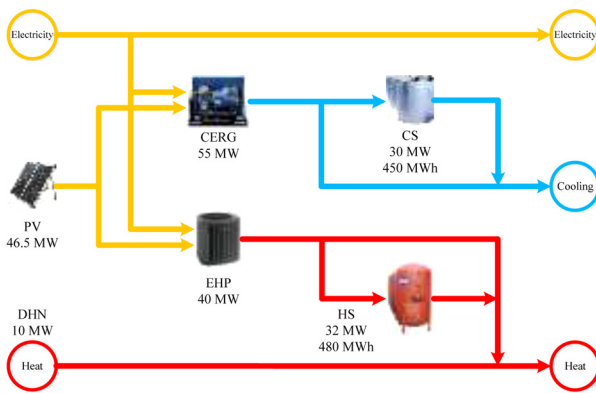 Electricity
Electricity
CERG
55 MW
CS
30 MW
450 MWh
Cooling
PV
46.5 MW
EHP
40 MW
DHN
10 MW
HS
32 MW
480 MWh
Heat
Heat